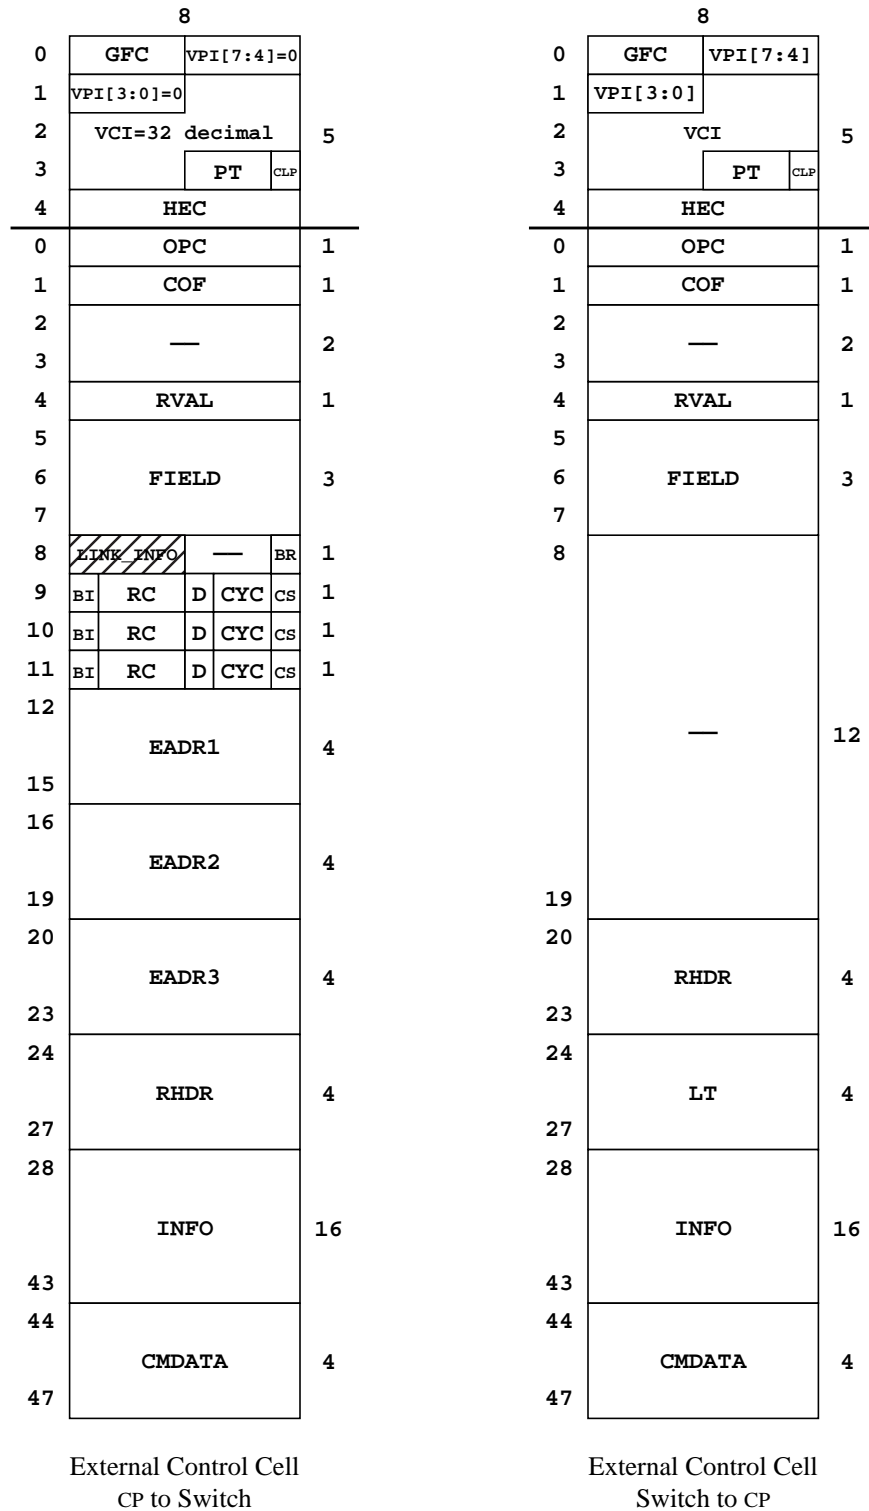 8
0 GFC VPI[7:4]=0
1 VPI[3:0]=0
2 VCI=32 decimal 5
3 PT CLP
4 HEC
0 OPC 1
1 COF 1
2
— 2
3
4 RVAL 1
5
6 FIELD 3
7
8 LINK_INFO — BR 1
9 BI RC D CYC CS 1
10 BI RC D CYC CS 1
11 BI RC D CYC CS 1
12
EADR1 4
15
16
EADR2 4
19
20
EADR3 4
23
24
RHDR 4
27
28
INFO 16
43
44
CMDATA 4
47
External Control Cell
CP to Switch
8
0 GFC VPI[7:4]
1 VPI[3:0]
2 VCI 5
3 PT CLP
4 HEC
0 OPC 1
1 COF 1
2
— 2
3
4 RVAL 1
5
6 FIELD 3
7
8
— 12
19
20
RHDR 4
23
24
LT 4
27
28
INFO 16
43
44
CMDATA 4
47
External Control Cell
Switch to CP